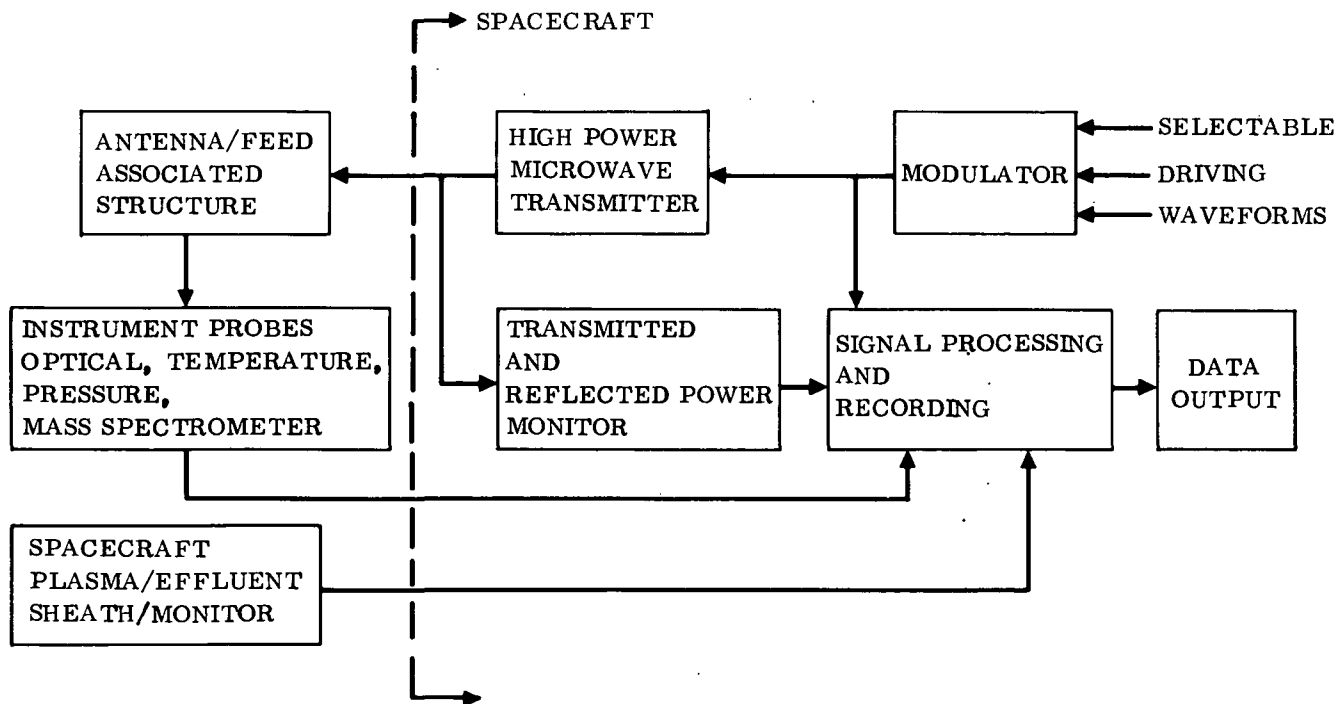 SPACECRAFT
ANTENNA/FEED
ASSOCIATED
STRUCTURE
HIGH POWER
MICROWAVE
TRANSMITTER
MODULATOR
SELECTABLE
DRIVING
WAVEFORMS
INSTRUMENT PROBES
OPTICAL, TEMPERATURE,
PRESSURE,
MASS SPECTROMETER
TRANSMITTED
AND
REFLECTED POWER
MONITOR
SIGNAL PROCESSING
AND
RECORDING
DATA
OUTPUT
SPACECRAFT
PLASMA/EFFLUENT
SHEATH/MONITOR